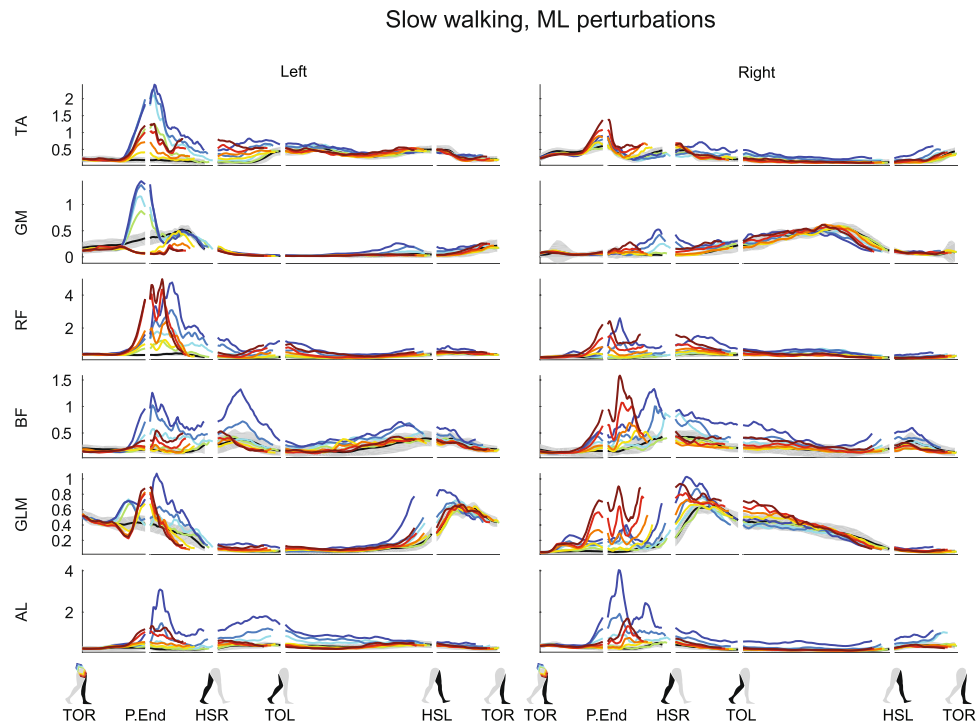 Slow walking, ML perturbations
Left Right
TA 2 1.5 1 0.5
GM 1 0.5 0
RF 4 2
BF 1.5 1 0.5
GLM 1 0.8 0.6 0.4 0.2
AL 4 2
TOR P.End HSR TOL HSL TOR TOR P.End HSR TOL HSL TOR